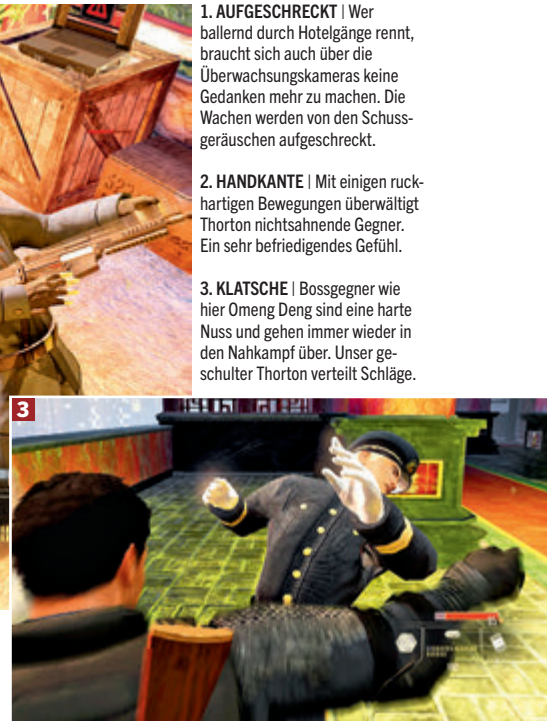 1. AUFGESCHRECKT | Wer
ballernd durch Hotelgänge rennt,
braucht sich auch über die
Überwachsungskameras keine
Gedanken mehr zu machen. Die
Wachen werden von den Schuss-
geräuschen aufgeschreckt.
2. HANDKANTE | Mit einigen ruck-
hartigen Bewegungen überwältigt
Thorton nichtsahnende Gegner.
Ein sehr befriedigendes Gefühl.
3. KLATSCHE | Bossgegner wie
hier Omeng Deng sind eine harte
Nuss und gehen immer wieder in
den Nahkampf über. Unser ge-
schulter Thorton verteilt Schläge.
3